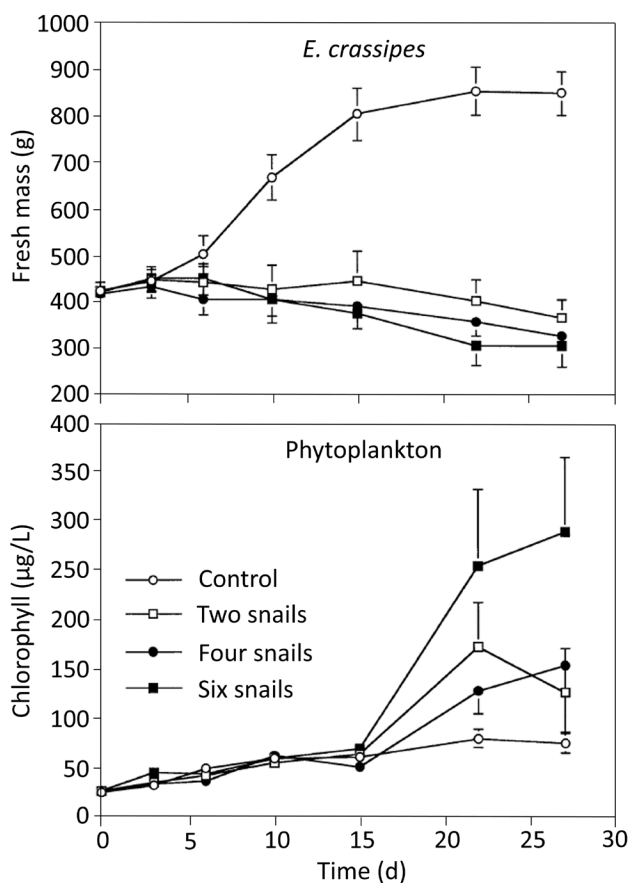 1000
E. crassipes
900
800
700
600
500
400
300
200
Fresh mass (g)
400
Phytoplankton
350
300
250
200
150
100
50
0
Chlorophyll (µg/L)
Control
Two snails
Four snails
Six snails
0 5 10 15 20 25 30
Time (d)